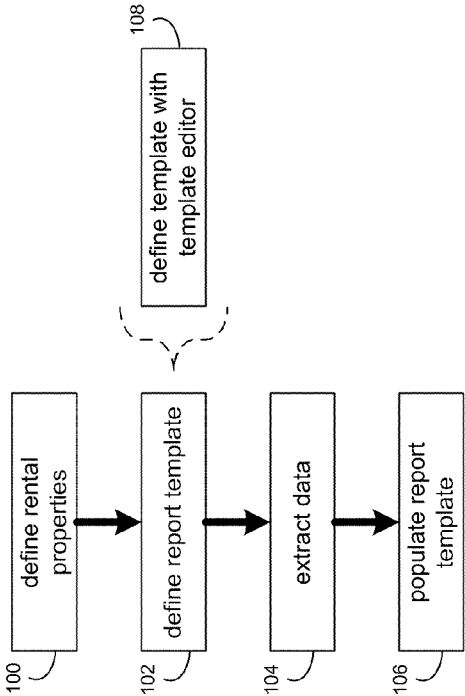 100
define rental
properties
102
define report template
108
define template with
template editor
104
extract data
106
populate report
template